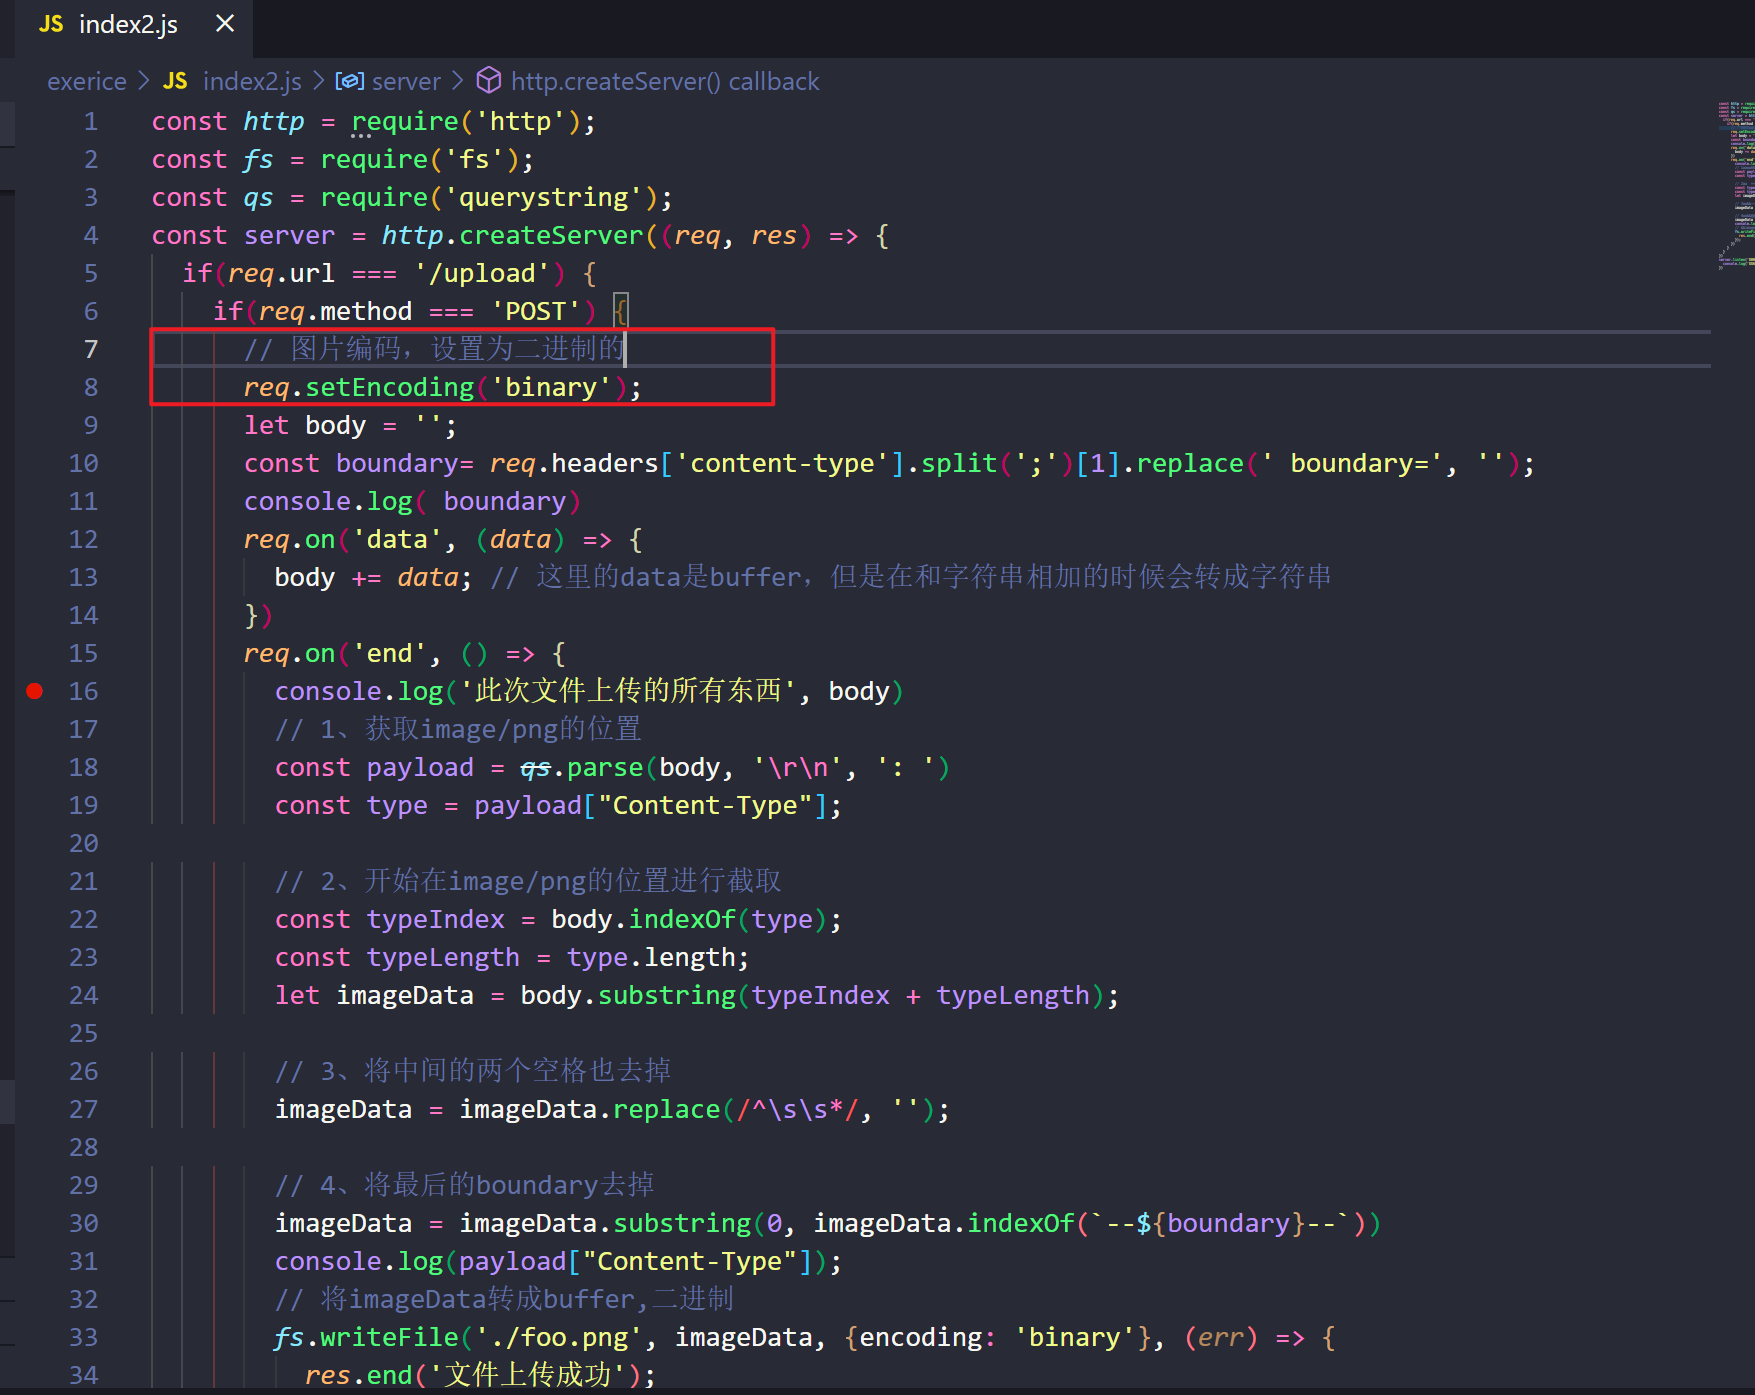 JS index2.js ×
exerice > JS index2.js > server > http.createServer() callback
1 const http = require('http');
2 const fs = require('fs');
3 const qs = require('querystring');
4 const server = http.createServer((req, res) => {
5 if(req.url === '/upload') {
6 if(req.method === 'POST') {
7 // 图片编码，设置为二进制的
8 req.setEncoding('binary');
9 let body = '';
10 const boundary= req.headers['content-type'].split(';')[1].replace(' boundary=', '');
11 console.log( boundary)
12 req.on('data', (data) => {
13 body += data; // 这里的data是buffer，但是在和字符串相加的时候会转成字符串
14 })
15 req.on('end', () => {
16 console.log('此次文件上传的所有东西', body)
17 // 1、获取image/png的位置
18 const payload = qs.parse(body, '\r\n', ': ')
19 const type = payload["Content-Type"];
20
21 // 2、开始在image/png的位置进行截取
22 const typeIndex = body.indexOf(type);
23 const typeLength = type.length;
24 let imageData = body.substring(typeIndex + typeLength);
25
26 // 3、将中间的两个空格也去掉
27 imageData = imageData.replace(/^\s\s*/, '');
28
29 // 4、将最后的boundary去掉
30 imageData = imageData.substring(0, imageData.indexOf(`--${boundary}--`))
31 console.log(payload["Content-Type"]);
32 // 将imageData转成buffer,二进制
33 fs.writeFile('./foo.png', imageData, {encoding: 'binary'}, (err) => {
34 res.end('文件上传成功');